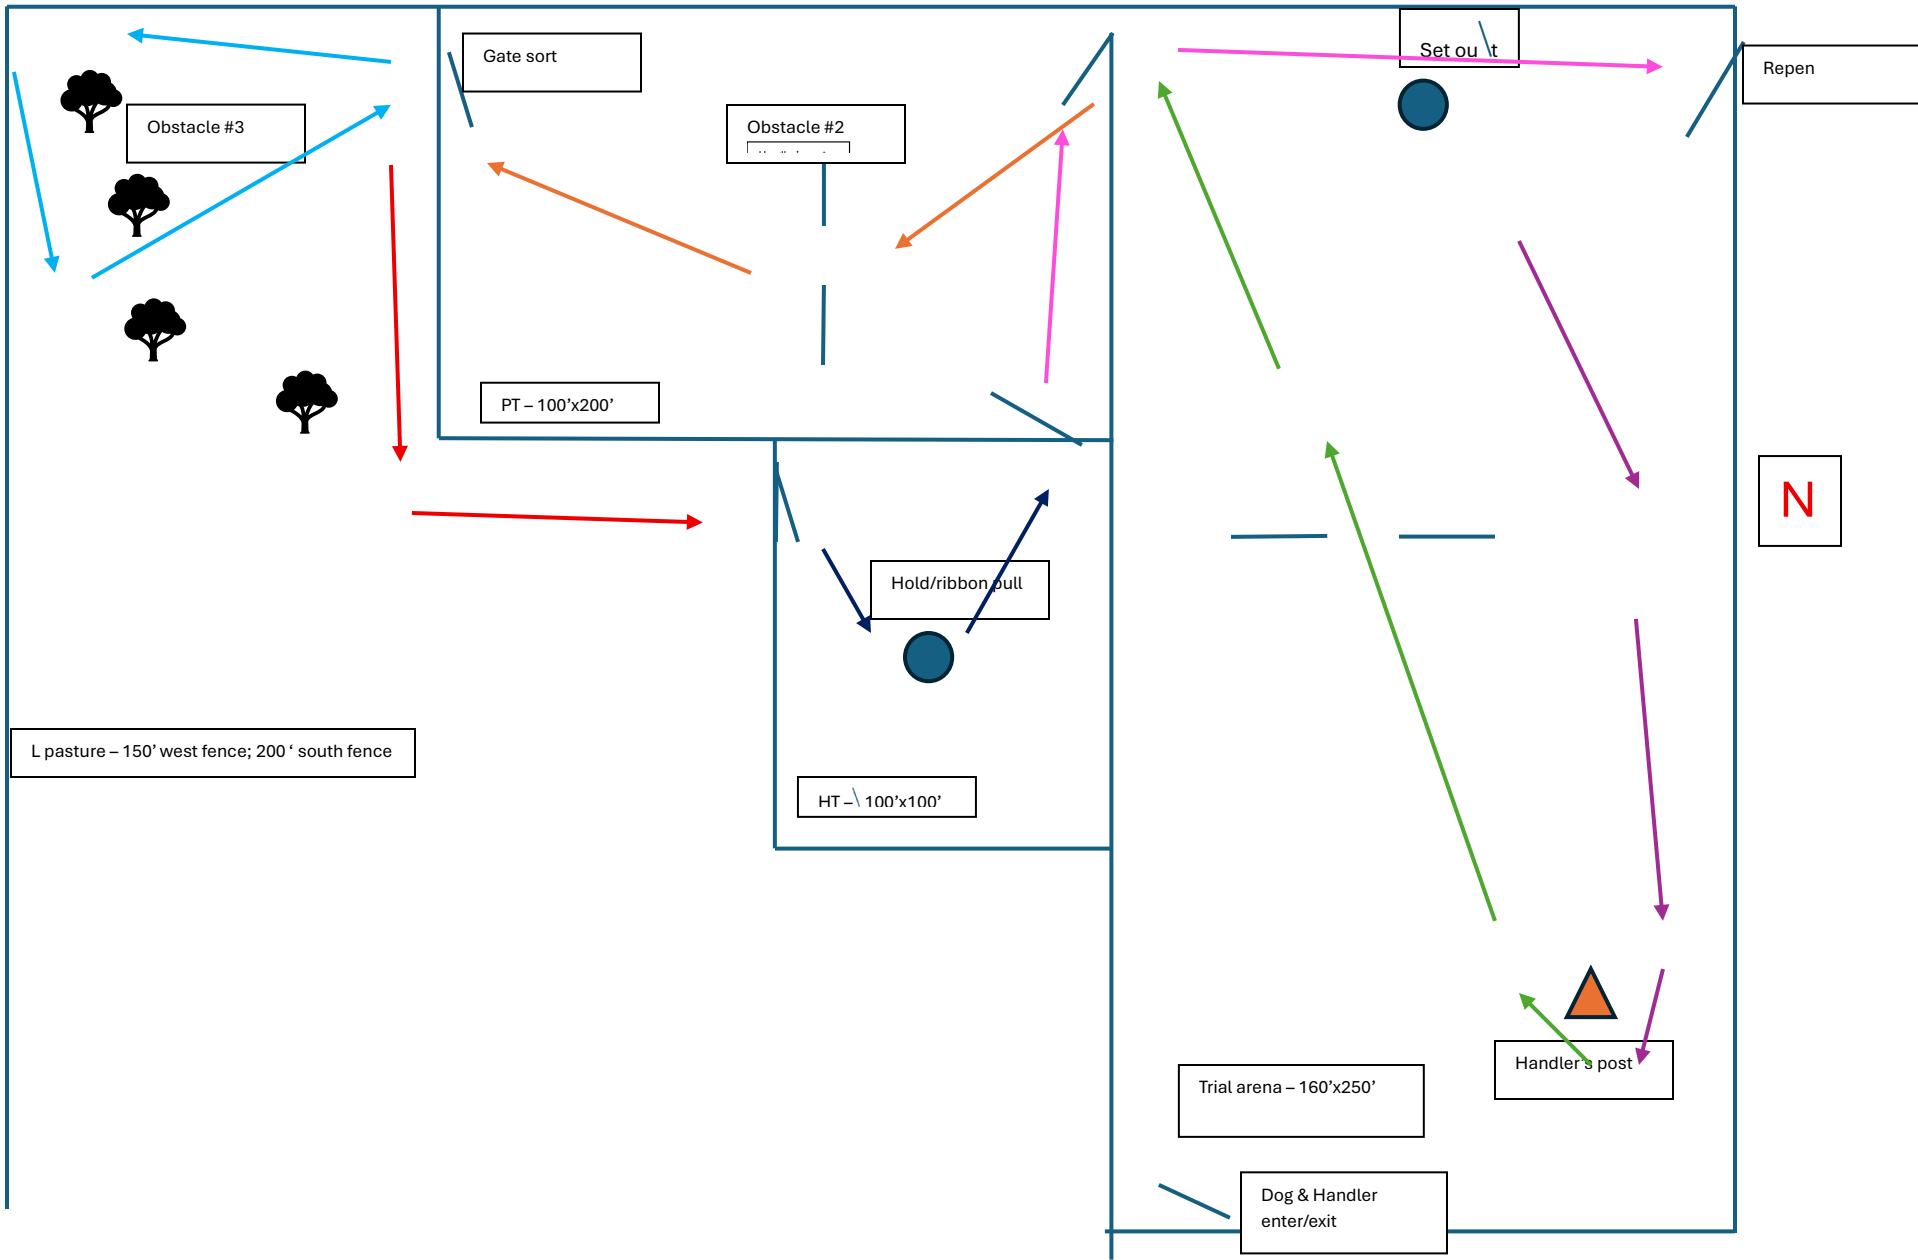 Set ou t
Gate sort
Repen
Obstacle #3
Obstacle #2
PT – 100’x200’
N
Hold/ribbon pull
L pasture – 150’ west fence; 200 ‘ south fence
HT – 100’x100’
Handler’s post
Trial arena – 160’x250’
Dog & Handler
enter/exit